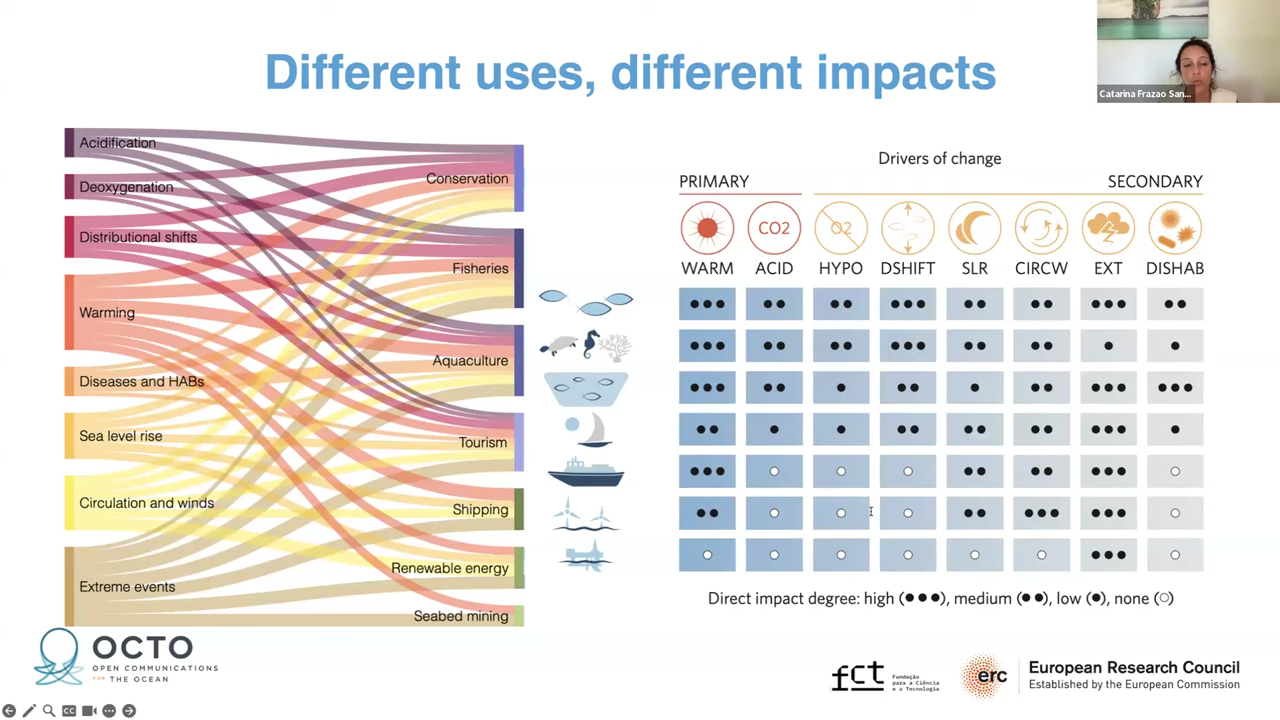 Different uses, different impacts
Catarina Frazao San...
Acidification
Deoxygenation
Distributional shifts
Warming
Diseases and HABs
Sea level rise
Circulation and winds
Extreme events
Conservation
Fisheries
Aquaculture
Tourism
Shipping
Renewable energy
Seabed mining
Drivers of change
PRIMARY SECONDARY
CO2 O2
WARM ACID HYPO DSHIFT SLR CIRCW EXT DISHAB
Direct impact degree: high (●●●), medium (●●), low (●), none (○)
OCTO
OPEN COMMUNICATIONS
FOR THE OCEAN
fct
Fundação
para a Ciência
e a Tecnologia
erc
European Research Council
Established by the European Commission
CC